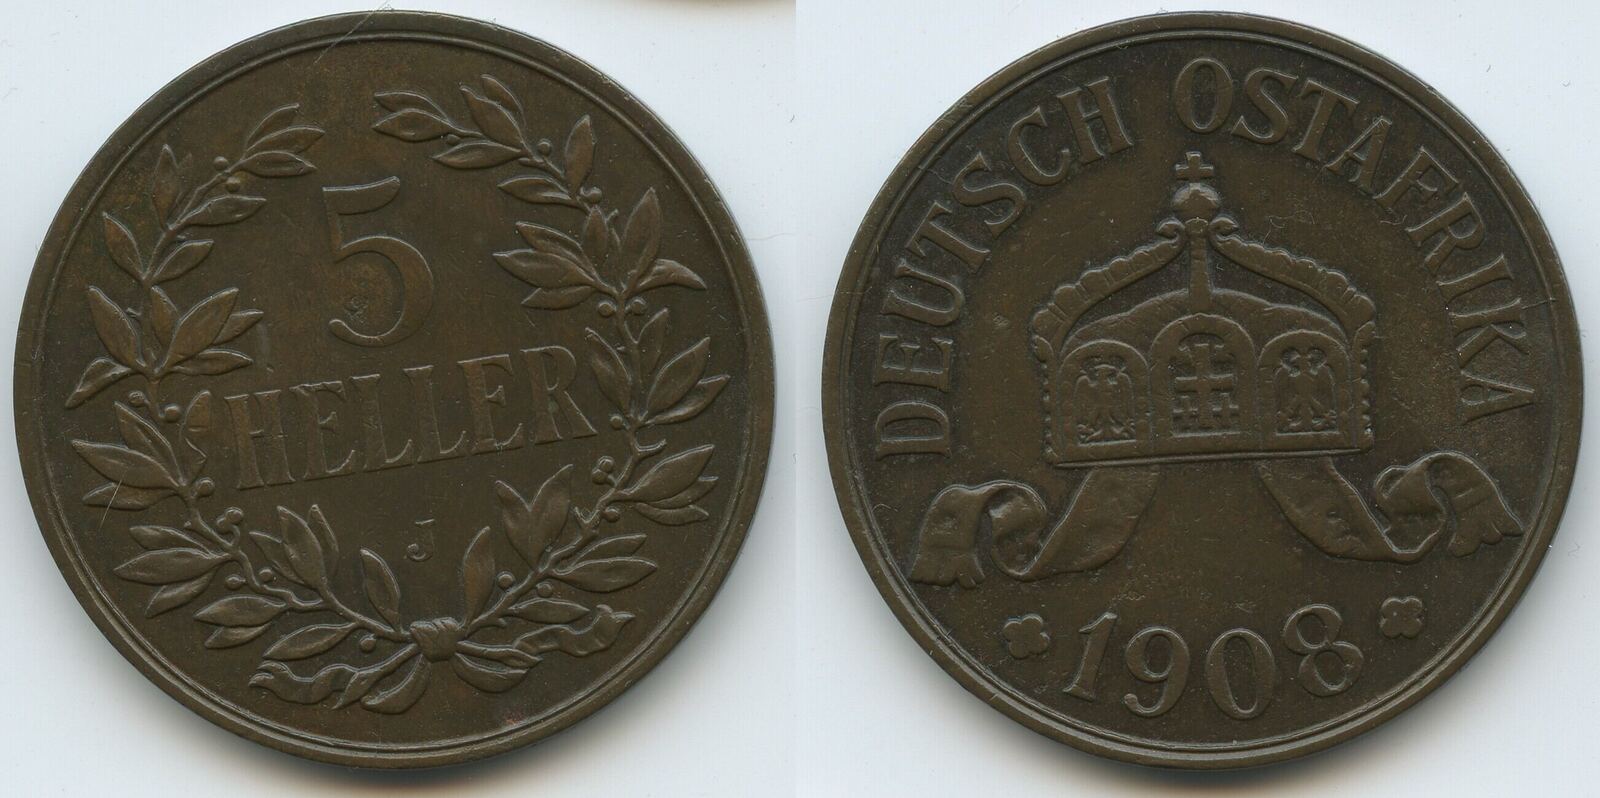 5
HELLER
J
DEUTSCH OSTAFRIKA
1908